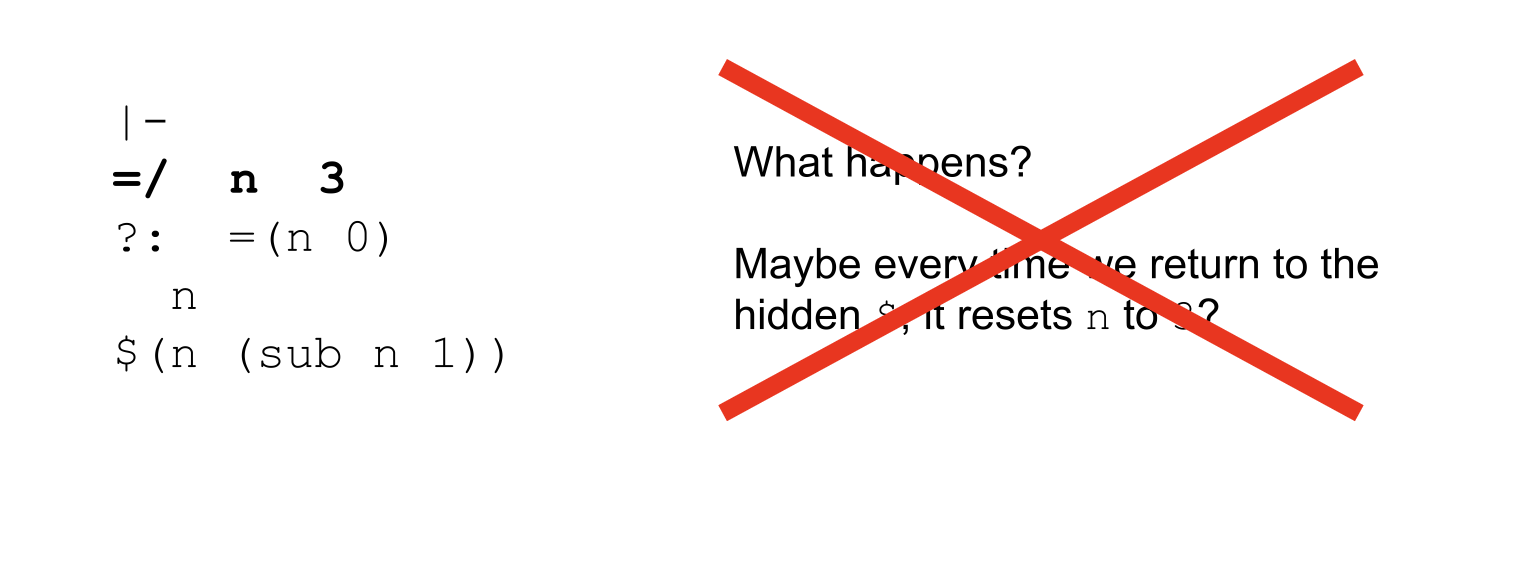 |-
=/  n  3
?:  =(n 0)
  n
$(n (sub n 1))
What happens?
Maybe every time we return to the
hidden $, it resets n to 3?